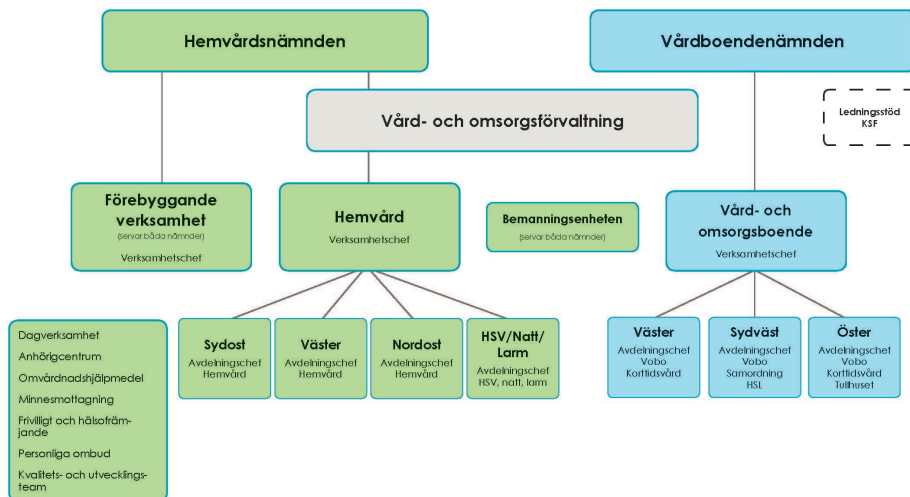 Hemvårdsnämnden
Vårdboendenämnden
Vård- och omsorgsförvaltning
Ledningsstöd
KSF
Förebyggande
verksamhet
(servar båda nämnder)
Verksamhetschef
Hemvård
Verksamhetschef
Bemanningsenheten
(servar båda nämnder)
Vård- och
omsorgsboende
Verksamhetschef
Dagverksamhet
Anhörigcentrum
Omvårdnadshjälpmedel
Minnesmottagning
Frivilligt och hälsofräm-
jande
Personliga ombud
Kvalitets- och utvecklings-
team
Sydost
Avdelningschef
Hemvård
Väster
Avdelningschef
Hemvård
Nordost
Avdelningschef
Hemvård
HSV/Natt/
Larm
Avdelningschef
HSV, natt, larm
Väster
Avdelningschef
Vobo
Korttidsvård
Sydväst
Avdelningschef
Vobo
Samordning
HSL
Öster
Avdelningschef
Vobo
Korttidsvård
Tullhuset